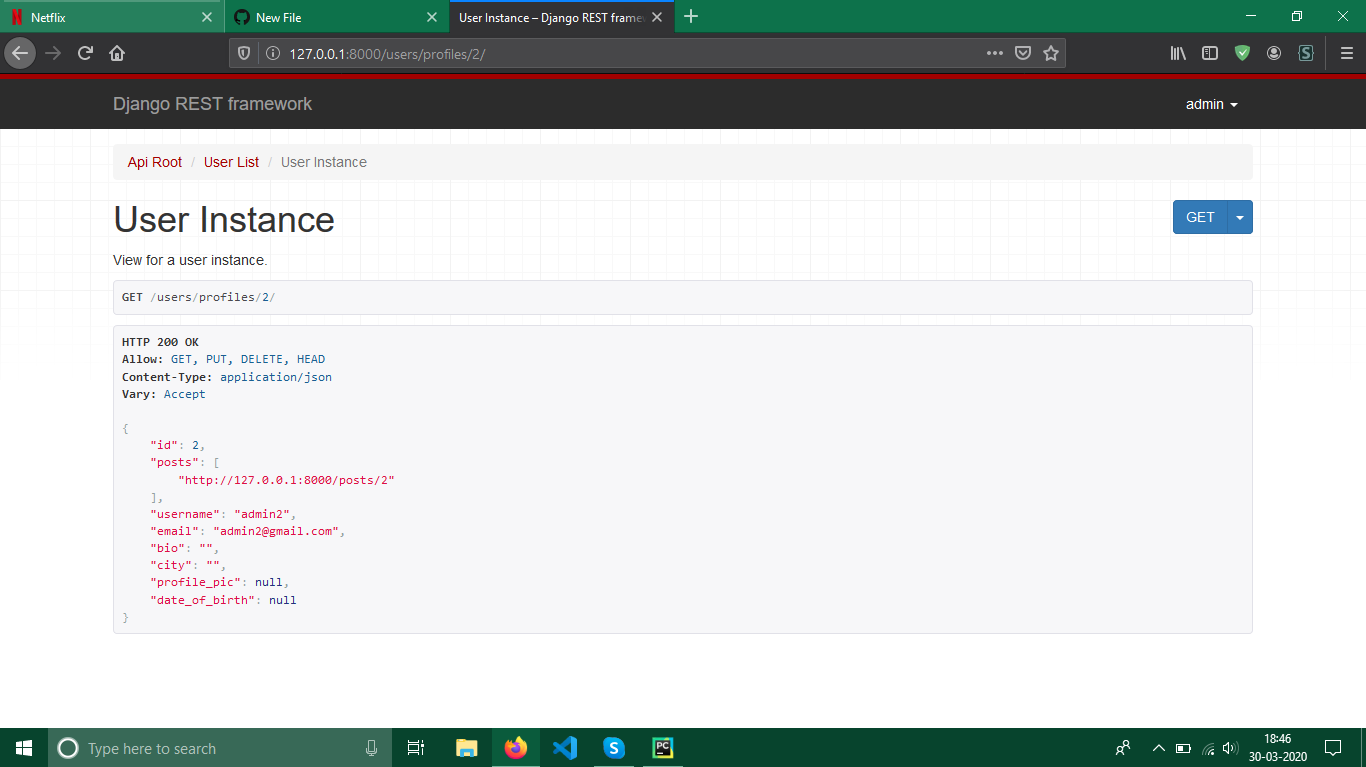 Netflix
New File
User Instance – Django REST framew
127.0.0.1:8000/users/profiles/2/
Django REST framework
admin
Api Root / User List / User Instance
User Instance
GET
View for a user instance.
GET /users/profiles/2/
HTTP 200 OK
Allow: GET, PUT, DELETE, HEAD
Content-Type: application/json
Vary: Accept
{
"id": 2,
"posts": [
"http://127.0.0.1:8000/posts/2"
],
"username": "admin2",
"email": "admin2@gmail.com",
"bio": "",
"city": "",
"profile_pic": null,
"date_of_birth": null
}
Type here to search
PC
18:46
30-03-2020